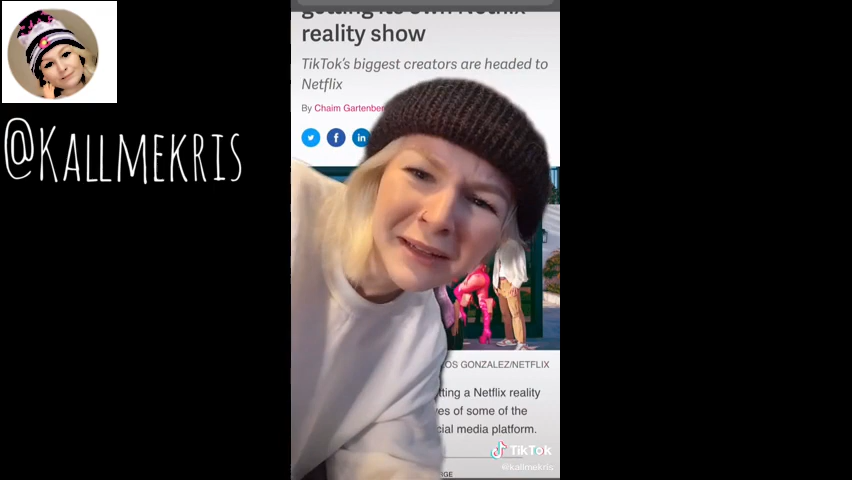 reality show
TikTok's biggest creators are headed to
Netflix
By Chaim Gartenber
@KALLMEKRIS
OS GONZALEZ/NETFLIX
tting a Netflix reality
of some of the
cial media platform.
TikTok
@kallmekris